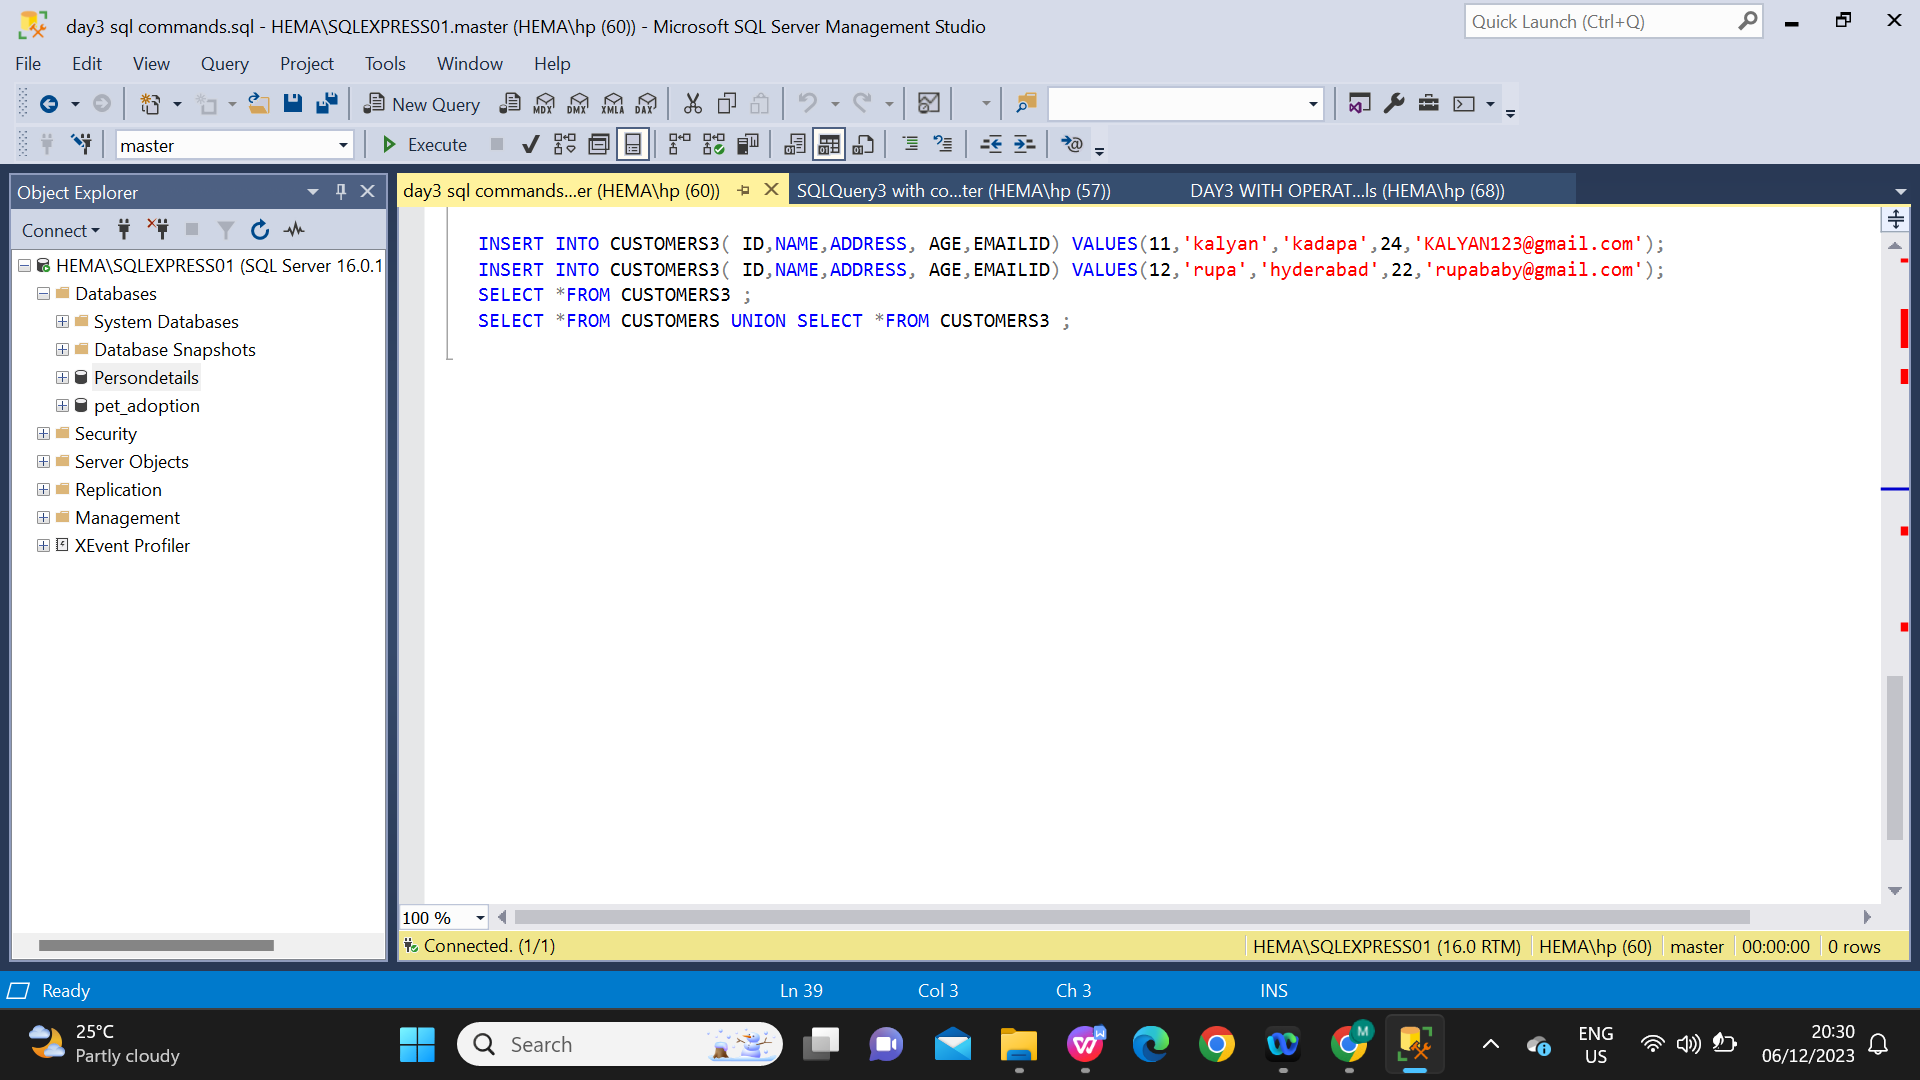 day3 sql commands.sql - HEMA\SQLEXPRESS01.master (HEMA\hp (60)) - Microsoft SQL Server Management Studio
Quick Launch (Ctrl+Q)
File Edit View Query Project Tools Window Help
New Query MDX DMX XMLA DAX
master Execute
Object Explorer
day3 sql commands...er (HEMA\hp (60)) SQLQuery3 with co...ter (HEMA\hp (57)) DAY3 WITH OPERAT...ls (HEMA\hp (68))
Connect
HEMA\SQLEXPRESS01 (SQL Server 16.0.1
Databases
System Databases
Database Snapshots
Persondetails
pet_adoption
Security
Server Objects
Replication
Management
XEvent Profiler
INSERT INTO CUSTOMERS3( ID,NAME,ADDRESS, AGE,EMAILID) VALUES(11,'kalyan','kadapa',24,'KALYAN123@gmail.com');
INSERT INTO CUSTOMERS3( ID,NAME,ADDRESS, AGE,EMAILID) VALUES(12,'rupa','hyderabad',22,'rupababy@gmail.com');
SELECT *FROM CUSTOMERS3 ;
SELECT *FROM CUSTOMERS UNION SELECT *FROM CUSTOMERS3 ;
100 %
Connected. (1/1) HEMA\SQLEXPRESS01 (16.0 RTM) HEMA\hp (60) master 00:00:00 0 rows
Ready Ln 39 Col 3 Ch 3 INS
25°C
Partly cloudy
Search
M
ENG
US
20:30
06/12/2023